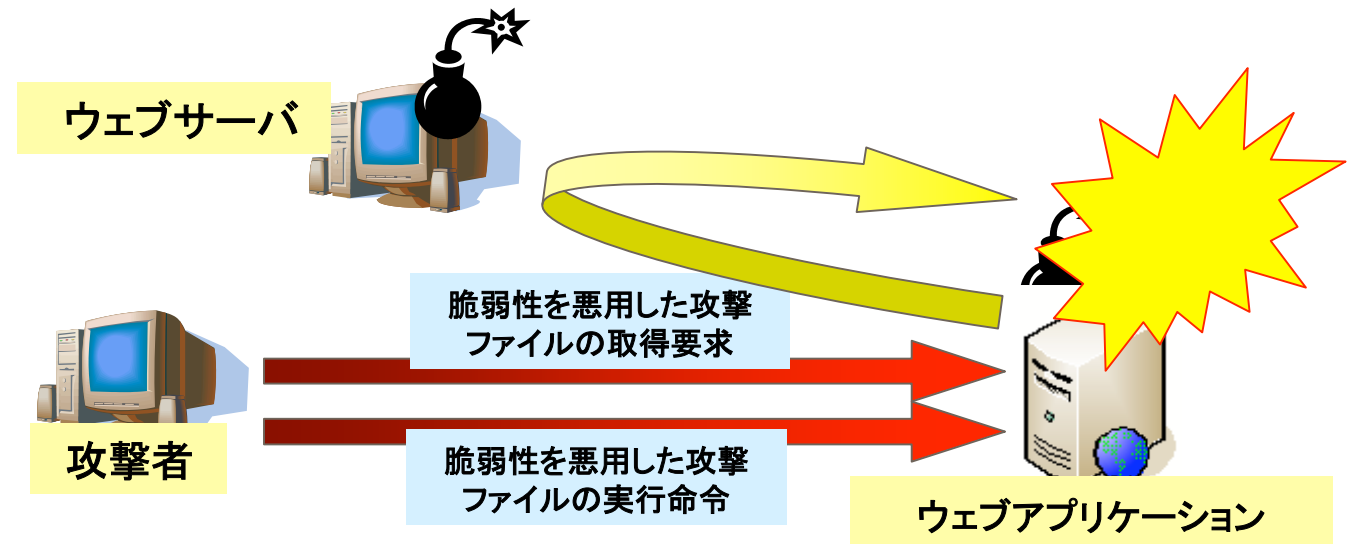 ウェブサーバ
脆弱性を悪用した攻撃
ファイルの取得要求
攻撃者
脆弱性を悪用した攻撃
ファイルの実行命令
ウェブアプリケーション